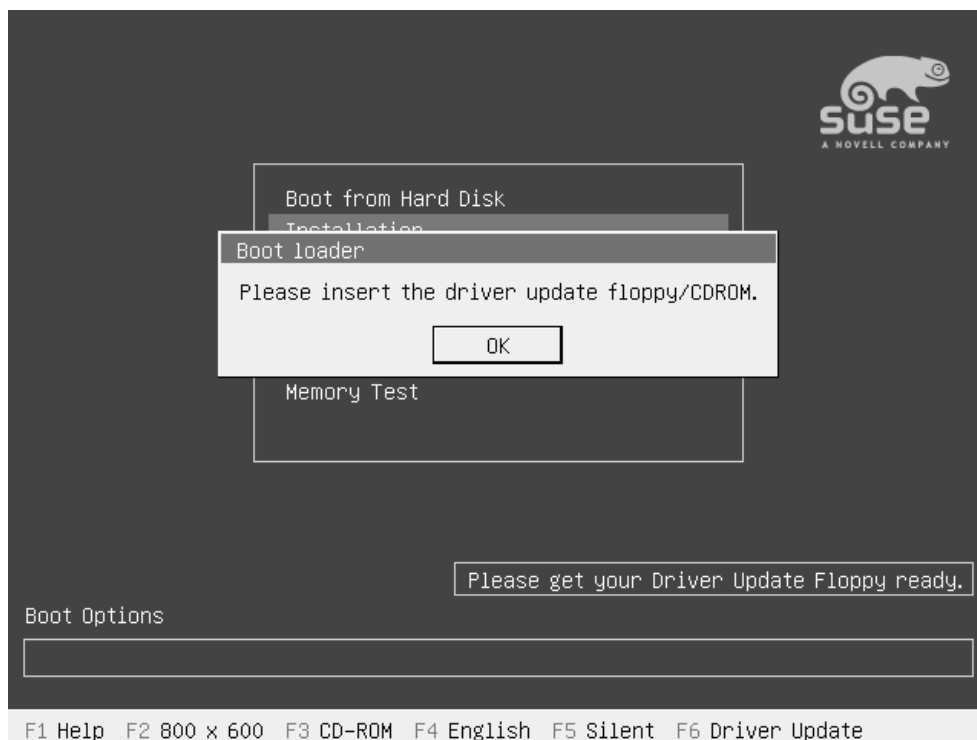 SUSE
A NOVELL COMPANY
Boot from Hard Disk
Installation
Boot loader
Please insert the driver update floppy/CDROM.
OK
Memory Test
Please get your Driver Update Floppy ready.
Boot Options
F1 Help F2 800 x 600 F3 CD-ROM F4 English F5 Silent F6 Driver Update